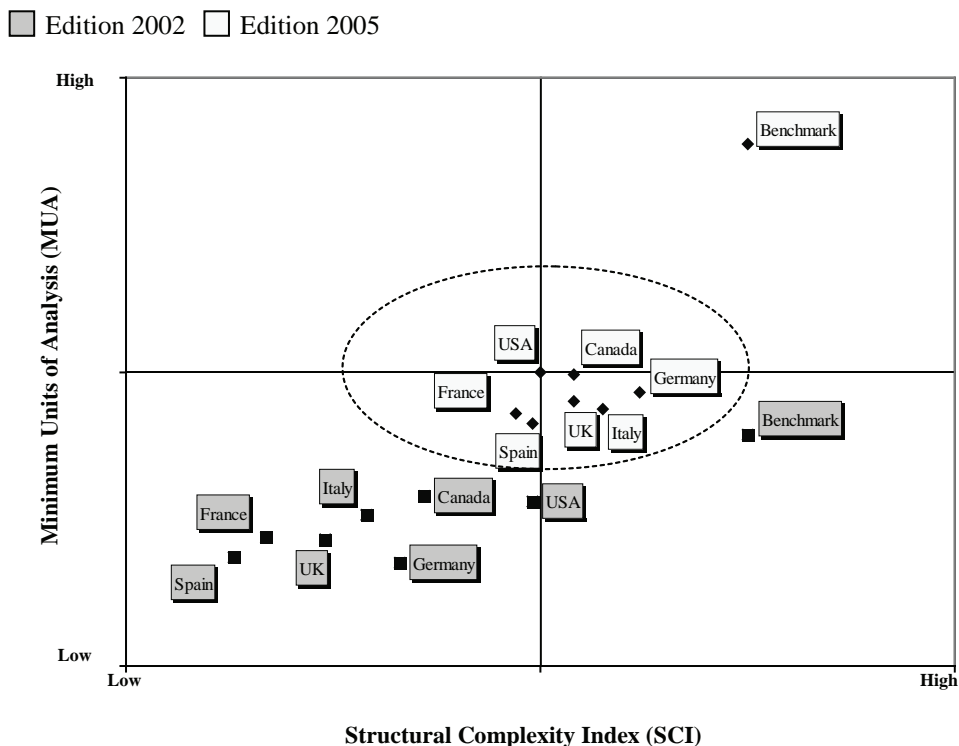 Edition 2002 Edition 2005
High
Benchmark
Minimum Units of Analysis (MUA)
USA
Canada
Germany
France
Benchmark
UK
Italy
Spain
Italy
Canada
USA
France
UK
Germany
Spain
Low
Low
High
Structural Complexity Index (SCI)